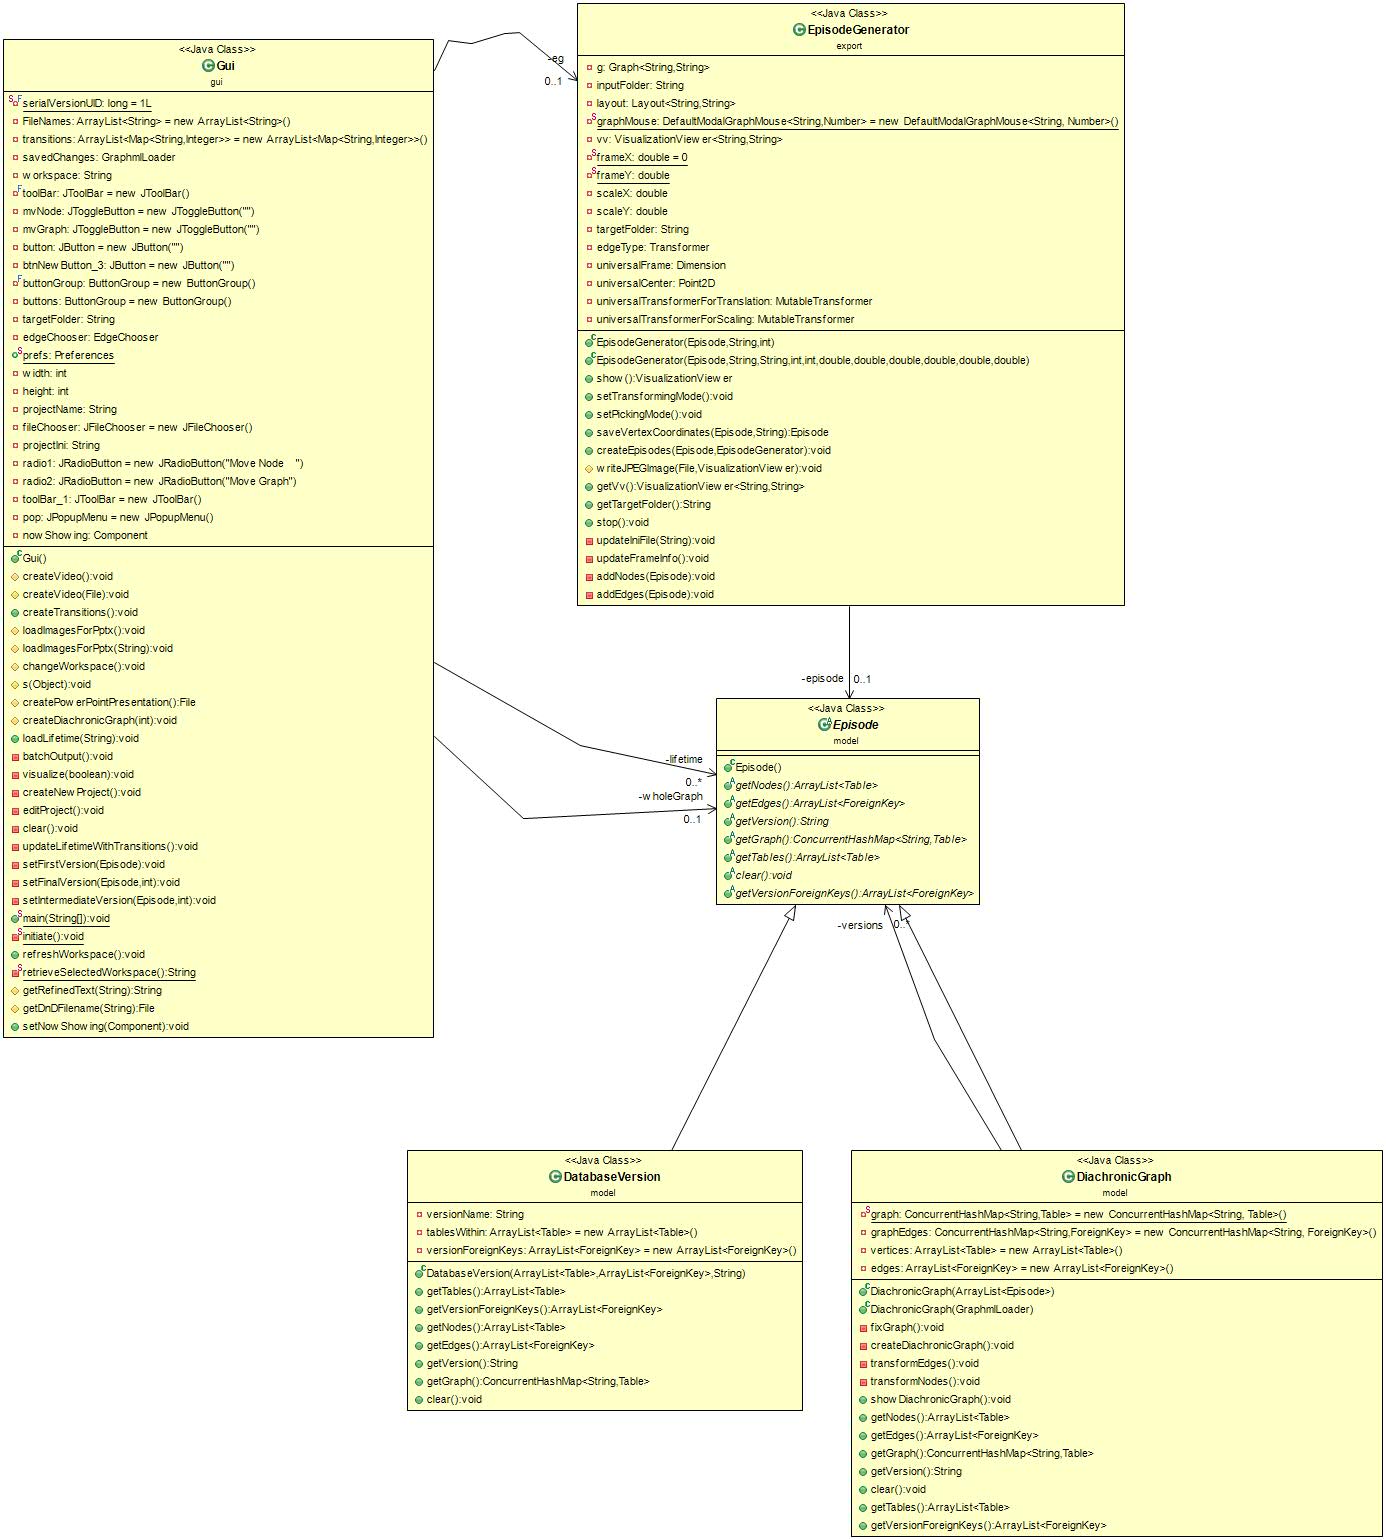 <<Java Class>>
Gui
gui
serialVersionUID: long = 1L
FileNames: ArrayList<String> = new ArrayList<String>()
transitions: ArrayList<Map<String,Integer>> = new ArrayList<Map<String,Integer>>()
savedChanges: GraphmlLoader
workspace: String
toolBar: JToolBar = new JToolBar()
mvNode: JToggleButton = new JToggleButton("")
mvGraph: JToggleButton = new JToggleButton("")
button: JButton = new JButton("")
btnNewButton_3: JButton = new JButton("")
buttonGroup: ButtonGroup = new ButtonGroup()
buttons: ButtonGroup = new ButtonGroup()
targetFolder: String
edgeChooser: EdgeChooser
prefs: Preferences
width: int
height: int
projectName: String
fileChooser: JFileChooser = new JFileChooser()
projectIni: String
radio1: JRadioButton = new JRadioButton("Move Node    ")
radio2: JRadioButton = new JRadioButton("Move Graph")
toolBar_1: JToolBar = new JToolBar()
pop: JPopupMenu = new JPopupMenu()
nowShowing: Component
Gui()
createVideo():void
createVideo(File):void
createTransitions():void
loadImagesForPptx():void
loadImagesForPptx(String):void
changeWorkspace():void
s(Object):void
createPowerPointPresentation():File
createDiachronicGraph(int):void
loadLifetime(String):void
batchOutput():void
visualize(boolean):void
createNewProject():void
editProject():void
clear():void
updateLifetimeWithTransitions():void
setFirstVersion(Episode):void
setFinalVersion(Episode,int):void
setIntermediateVersion(Episode,int):void
main(String[]):void
initiate():void
refreshWorkspace():void
retrieveSelectedWorkspace():String
getRefinedText(String):String
getDnDFilename(String):File
setNowShowing(Component):void
-eg
0..1
<<Java Class>>
EpisodeGenerator
export
g: Graph<String,String>
inputFolder: String
layout: Layout<String,String>
graphMouse: DefaultModalGraphMouse<String,Number> = new DefaultModalGraphMouse<String, Number>()
vv: VisualizationViewer<String,String>
frameX: double = 0
frameY: double
scaleX: double
scaleY: double
targetFolder: String
edgeType: Transformer
universalFrame: Dimension
universalCenter: Point2D
universalTransformerForTranslation: MutableTransformer
universalTransformerForScaling: MutableTransformer
EpisodeGenerator(Episode,String,int)
EpisodeGenerator(Episode,String,String,int,int,double,double,double,double,double,double)
show():VisualizationViewer
setTransformingMode():void
setPickingMode():void
saveVertexCoordinates(Episode,String):Episode
createEpisodes(Episode,EpisodeGenerator):void
writeJPEGImage(File,VisualizationViewer):void
getVv():VisualizationViewer<String,String>
getTargetFolder():String
stop():void
updateIniFile(String):void
updateFrameInfo():void
addNodes(Episode):void
addEdges(Episode):void
-episode
0..1
-lifetime
0..*
-wholeGraph
0..1
<<Java Class>>
Episode
model
Episode()
getNodes():ArrayList<Table>
getEdges():ArrayList<ForeignKey>
getVersion():String
getGraph():ConcurrentHashMap<String,Table>
getTables():ArrayList<Table>
clear():void
getVersionForeignKeys():ArrayList<ForeignKey>
-versions
0..*
<<Java Class>>
DatabaseVersion
model
versionName: String
tablesWithin: ArrayList<Table> = new ArrayList<Table>()
versionForeignKeys: ArrayList<ForeignKey> = new ArrayList<ForeignKey>()
DatabaseVersion(ArrayList<Table>,ArrayList<ForeignKey>,String)
getTables():ArrayList<Table>
getVersionForeignKeys():ArrayList<ForeignKey>
getNodes():ArrayList<Table>
getEdges():ArrayList<ForeignKey>
getVersion():String
getGraph():ConcurrentHashMap<String,Table>
clear():void
<<Java Class>>
DiachronicGraph
model
graph: ConcurrentHashMap<String,Table> = new ConcurrentHashMap<String, Table>()
graphEdges: ConcurrentHashMap<String,ForeignKey> = new ConcurrentHashMap<String, ForeignKey>()
vertices: ArrayList<Table> = new ArrayList<Table>()
edges: ArrayList<ForeignKey> = new ArrayList<ForeignKey>()
DiachronicGraph(ArrayList<Episode>)
DiachronicGraph(GraphmlLoader)
fixGraph():void
createDiachronicGraph():void
transformEdges():void
transformNodes():void
showDiachronicGraph():void
getNodes():ArrayList<Table>
getEdges():ArrayList<ForeignKey>
getGraph():ConcurrentHashMap<String,Table>
getVersion():String
clear():void
getTables():ArrayList<Table>
getVersionForeignKeys():ArrayList<ForeignKey>